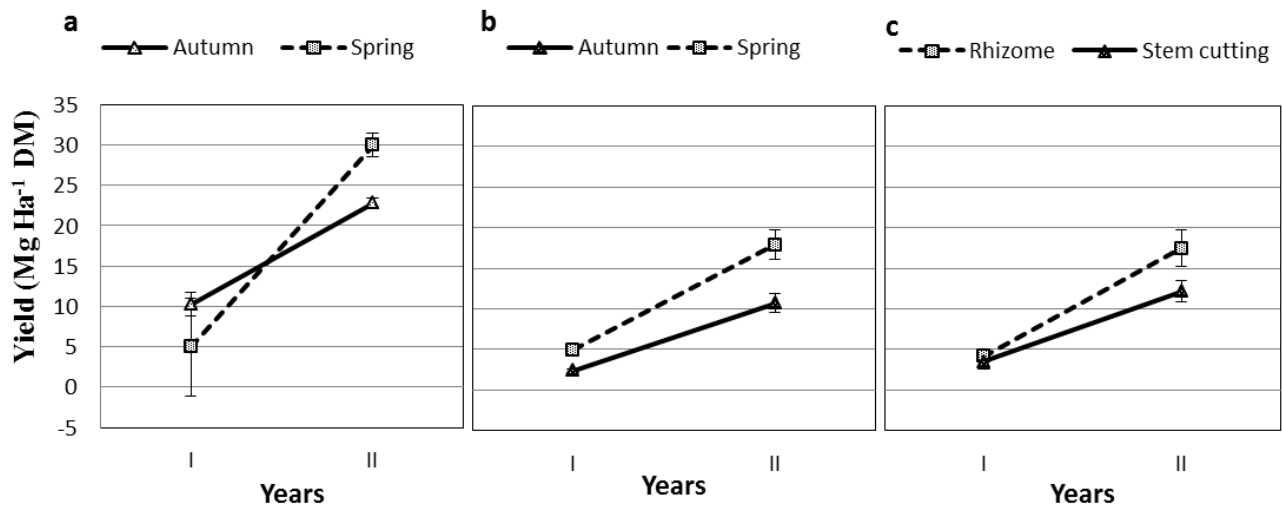 a
Autumn
Spring
b
Autumn
Spring
c
Rhizome
Stem cutting
Yield (Mg Ha⁻¹ DM)
35
30
25
20
15
10
5
0
-5
I
II
Years
I
II
Years
I
II
Years